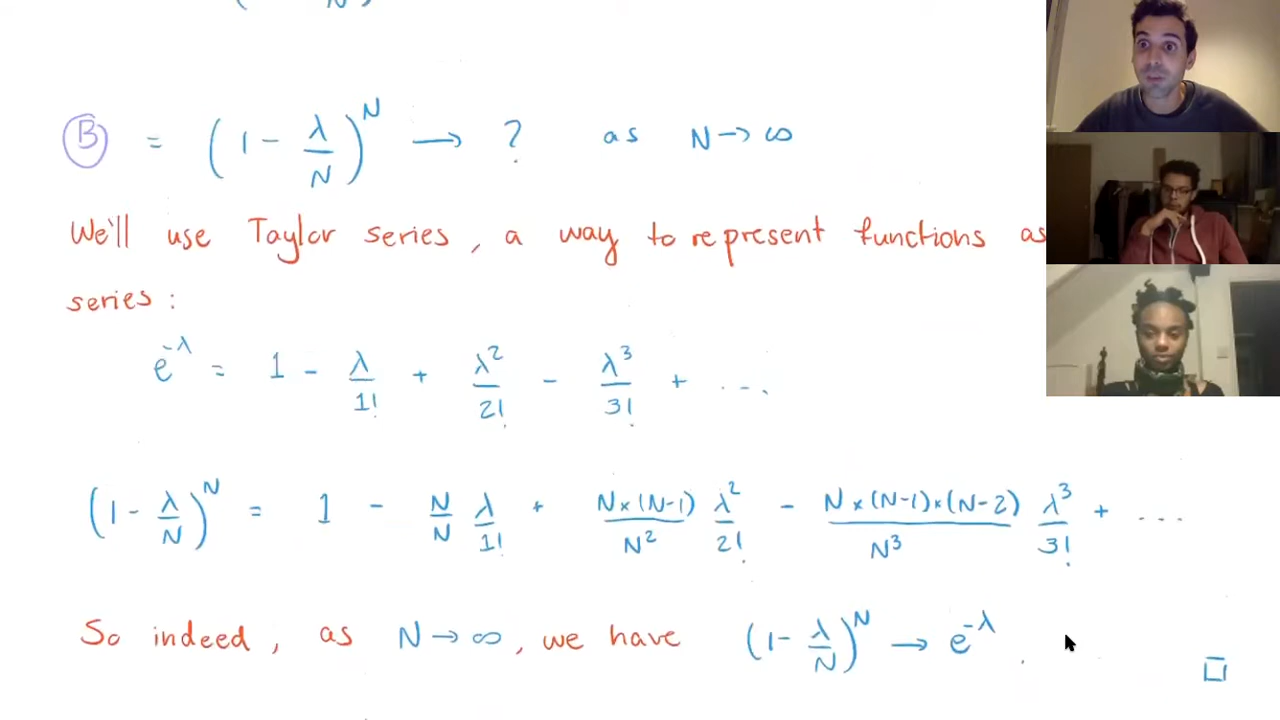 N
B = (1 - λ/N)^N → ? as N → ∞
We'll use Taylor series, a way to represent functions as
series:
e^-λ = 1 - λ/1! + λ²/2! - λ³/3! + ...
(1 - λ/N)^N = 1 - N/N λ/1! + N×(N-1)/N² λ²/2! - N×(N-1)×(N-2)/N³ λ³/3! + ...
So indeed, as N → ∞, we have (1 - λ/N)^N → e^-λ. □